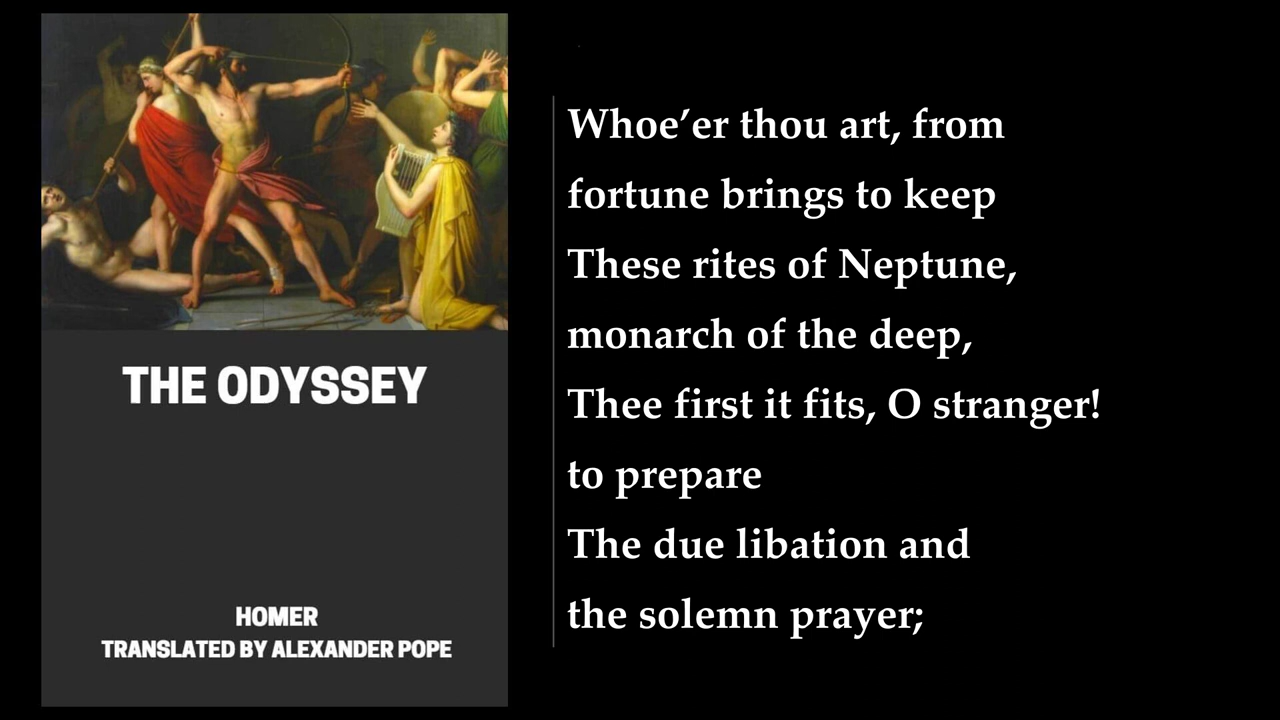 THE ODYSSEY
HOMER
TRANSLATED BY ALEXANDER POPE
Whoe’er thou art, from
fortune brings to keep
These rites of Neptune,
monarch of the deep,
Thee first it fits, O stranger!
to prepare
The due libation and
the solemn prayer;